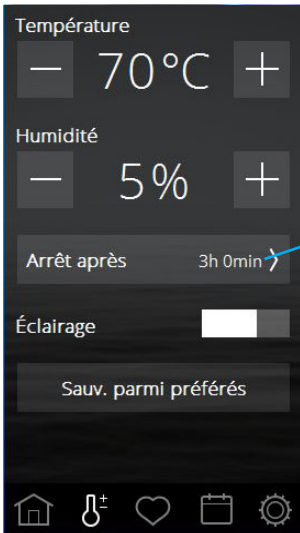 Température
— 70°C +
Humidité
— 5% +
Arrêt après 3h 0min
Éclairage
Sauv. parmi préférés